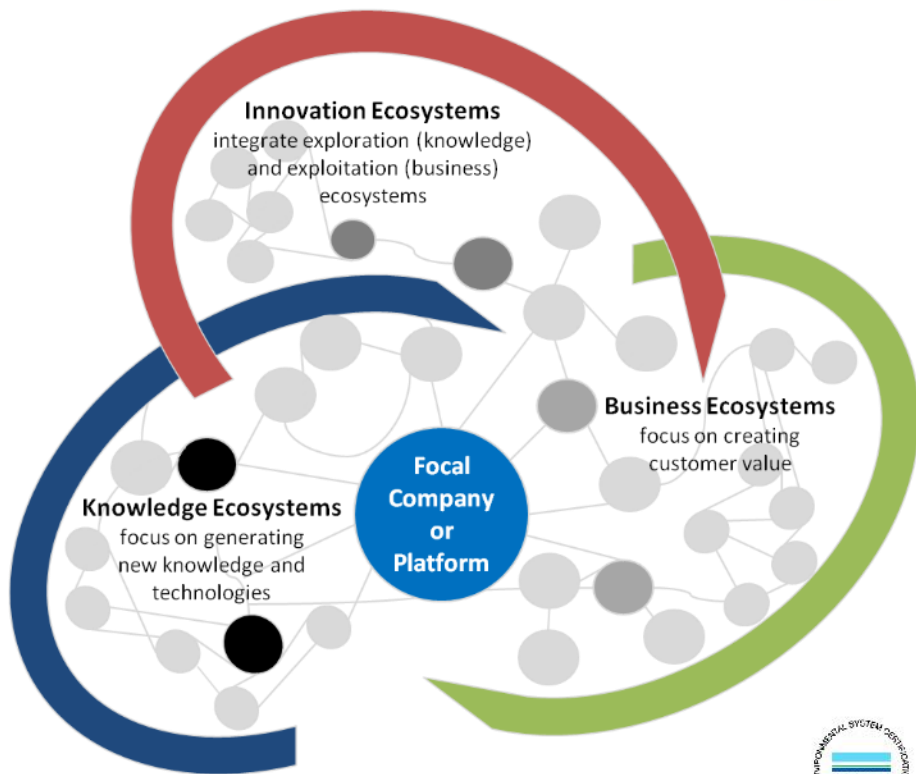 Innovation Ecosystems
integrate exploration (knowledge)
and exploitation (business)
ecosystems
Business Ecosystems
focus on creating
customer value
Focal
Company
or
Platform
Knowledge Ecosystems
focus on generating
new knowledge and
technologies
SYSTEM